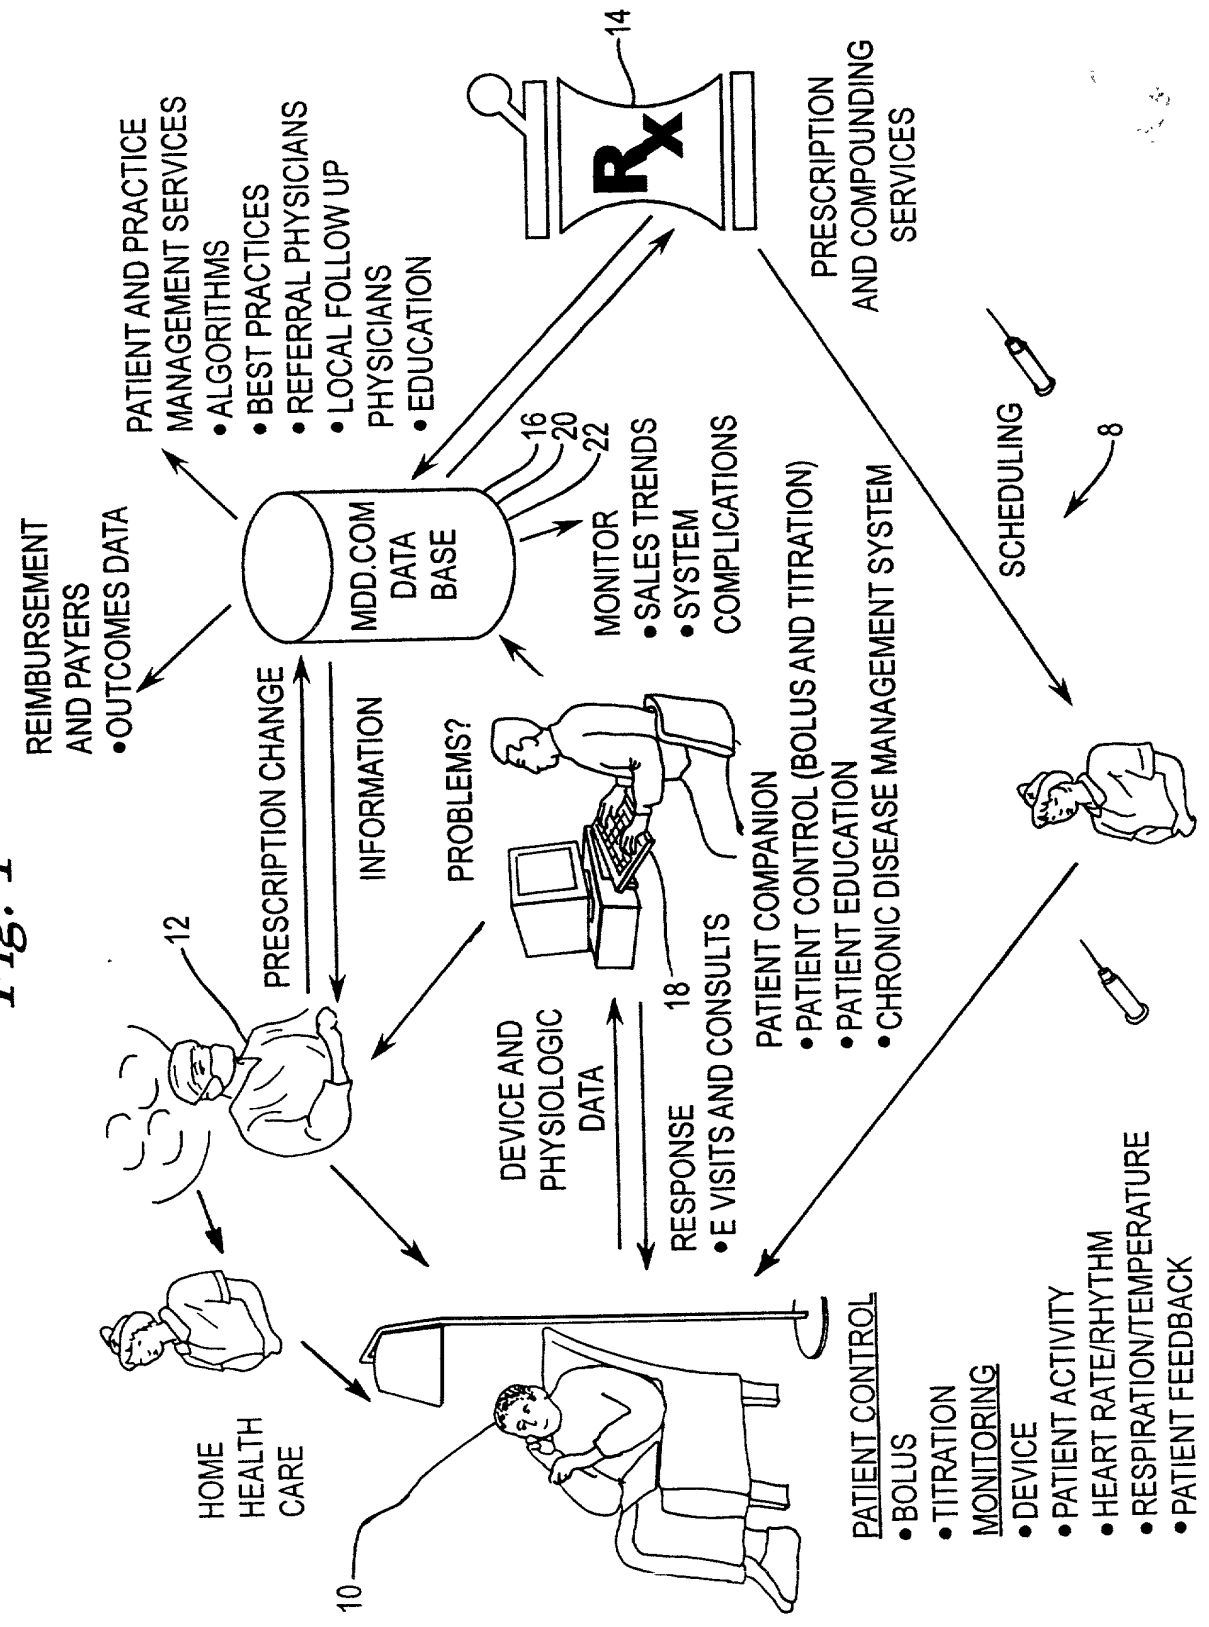 Fig. 1
REIMBURSEMENT
AND PAYERS
•OUTCOMES DATA
PATIENT AND PRACTICE
MANAGEMENT SERVICES
•ALGORITHMS
•BEST PRACTICES
•REFERRAL PHYSICIANS
•LOCAL FOLLOW UP
PHYSICIANS
•EDUCATION
HOME
HEALTH
CARE
12
PRESCRIPTION CHANGE
INFORMATION
MDD.COM
DATA
BASE
16
20
22
14
Rx
10
PROBLEMS?
DEVICE AND
PHYSIOLOGIC
DATA
18
RESPONSE
•E VISITS AND CONSULTS
MONITOR
•SALES TRENDS
•SYSTEM
COMPLICATIONS
PRESCRIPTION
AND COMPOUNDING
SERVICES
PATIENT COMPANION
•PATIENT CONTROL (BOLUS AND TITRATION)
•PATIENT EDUCATION
•CHRONIC DISEASE MANAGEMENT SYSTEM
SCHEDULING
8
PATIENT CONTROL
•BOLUS
•TITRATION
MONITORING
•DEVICE
•PATIENT ACTIVITY
•HEART RATE/RHYTHM
•RESPIRATION/TEMPERATURE
•PATIENT FEEDBACK